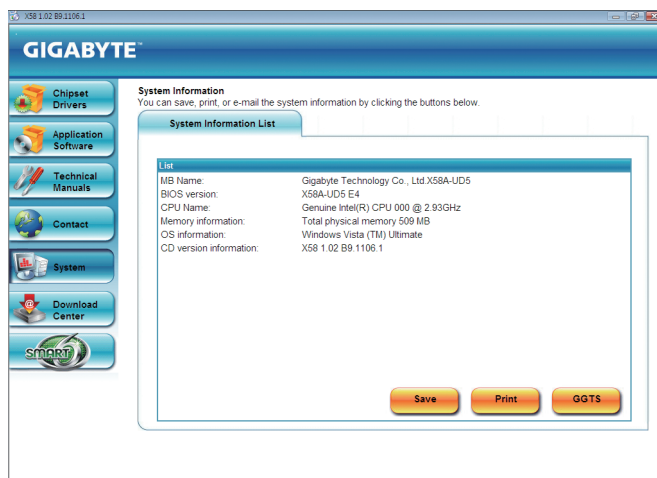 X58 1.02 B9.1106.1
GIGABYTE™
Chipset
Drivers
Application
Software
Technical
Manuals
Contact
System
Download
Center
SMART 6
System Information
You can save, print, or e-mail the system information by clicking the buttons below.
System Information List
List
MB Name: Gigabyte Technology Co., Ltd.X58A-UD5
BIOS version: X58A-UD5 E4
CPU Name: Genuine Intel(R) CPU 000 @ 2.93GHz
Memory information: Total physical memory 509 MB
OS information: Windows Vista (TM) Ultimate
CD version information: X58 1.02 B9.1106.1
Save Print GGTS